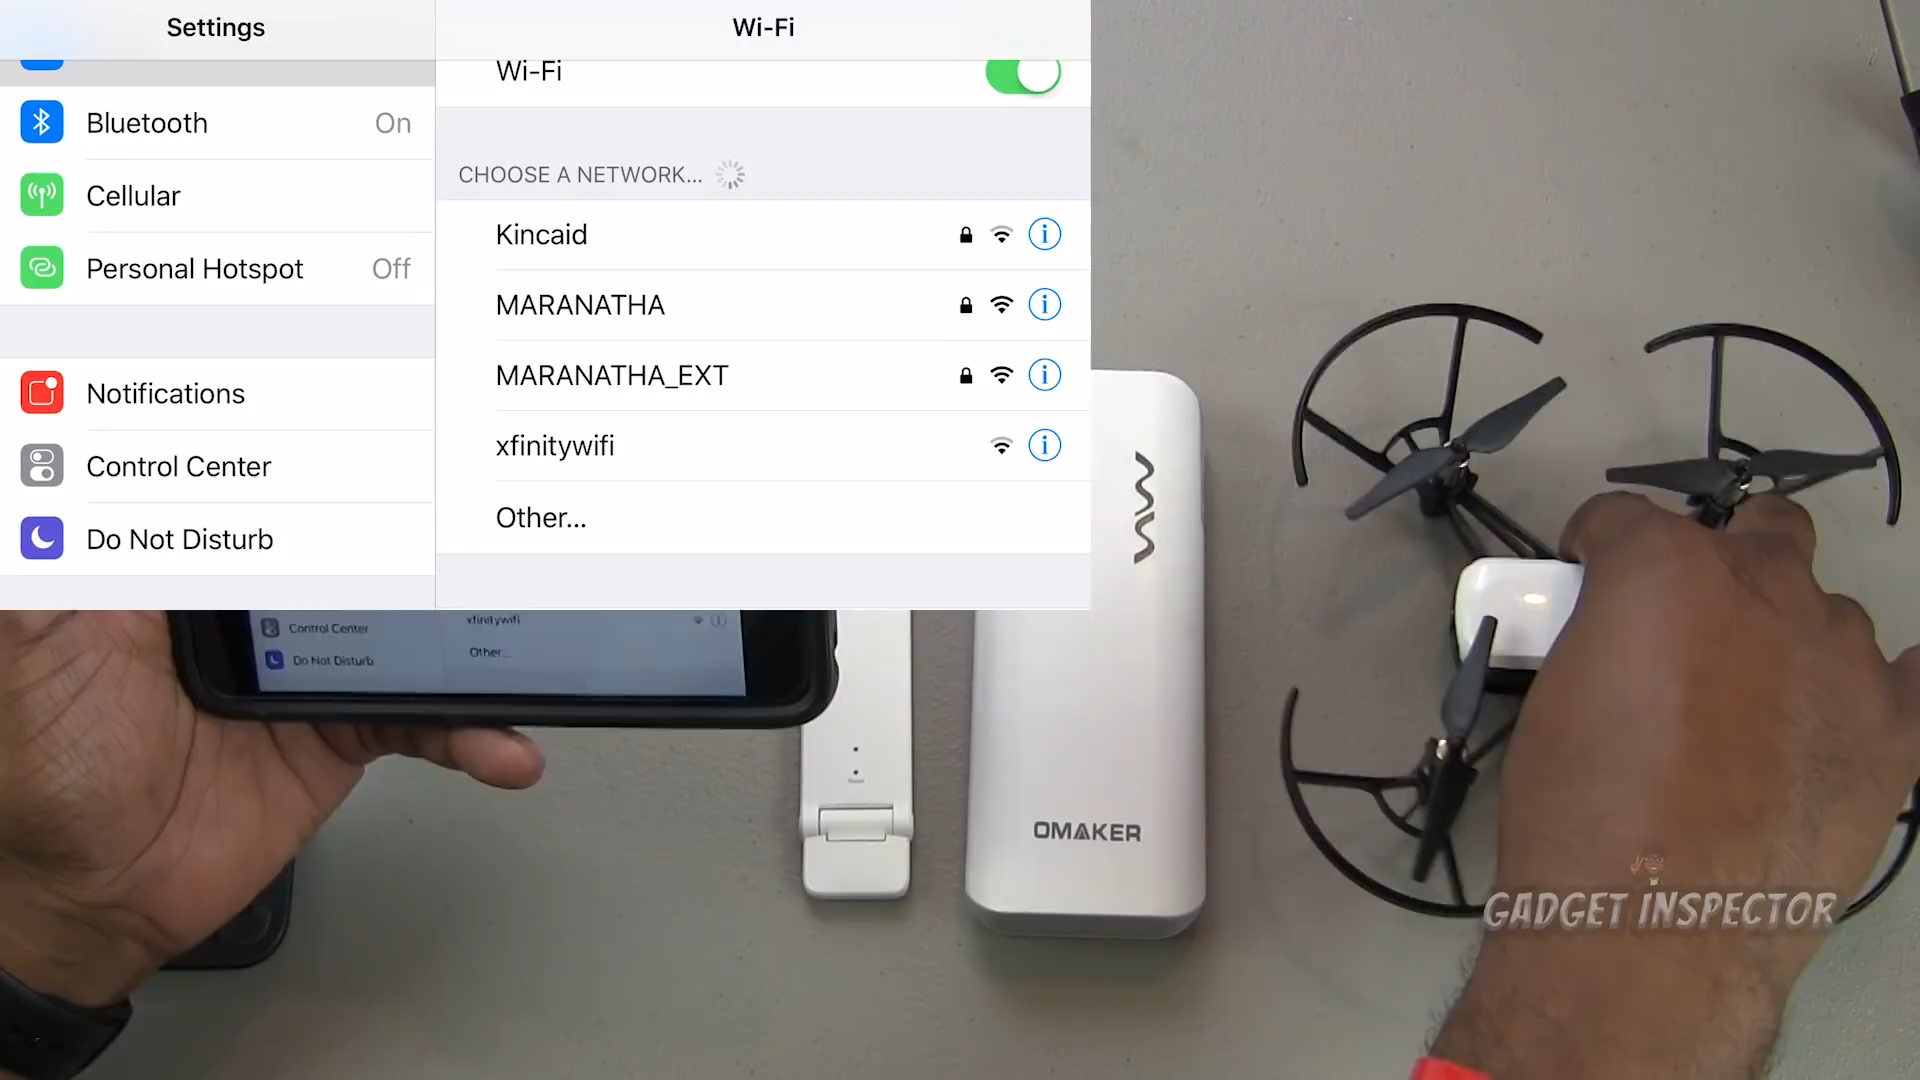 Settings
Wi-Fi
Wi-Fi
Bluetooth On
Cellular
Personal Hotspot Off
Notifications
Control Center
Do Not Disturb
CHOOSE A NETWORK...
Kincaid
MARANATHA
MARANATHA_EXT
xfinitywifi
Other...
Control Center
Do Not Disturb
xfinitywifi
Other...
OMAKER
GADGET INSPECTOR